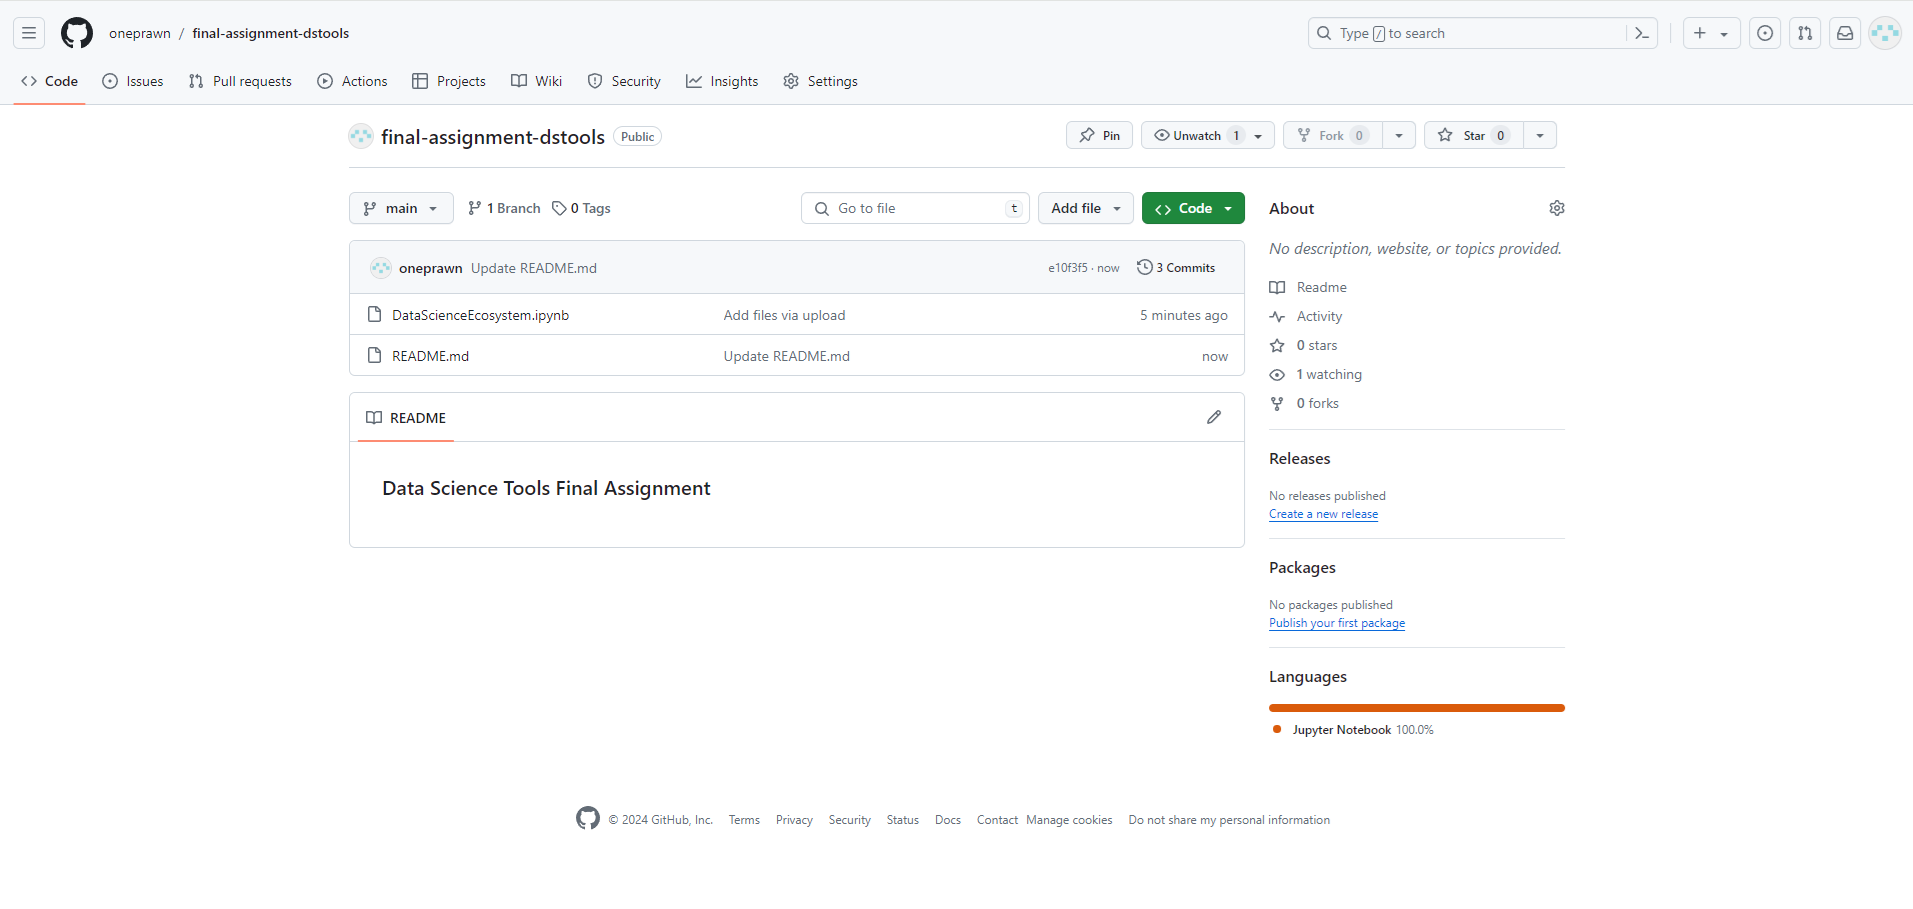 oneprawn / final-assignment-dstools
Type / to search
Code Issues Pull requests Actions Projects Wiki Security Insights Settings
final-assignment-dstools Public
Pin Unwatch 1 Fork 0 Star 0
main 1 Branch 0 Tags Go to file t Add file Code
oneprawn Update README.md e10f3f5 · now 3 Commits
DataScienceEcosystem.ipynb Add files via upload 5 minutes ago
README.md Update README.md now
README
Data Science Tools Final Assignment
About
No description, website, or topics provided.
Readme
Activity
0 stars
1 watching
0 forks
Releases
No releases published
Create a new release
Packages
No packages published
Publish your first package
Languages
Jupyter Notebook 100.0%
© 2024 GitHub, Inc. Terms Privacy Security Status Docs Contact Manage cookies Do not share my personal information